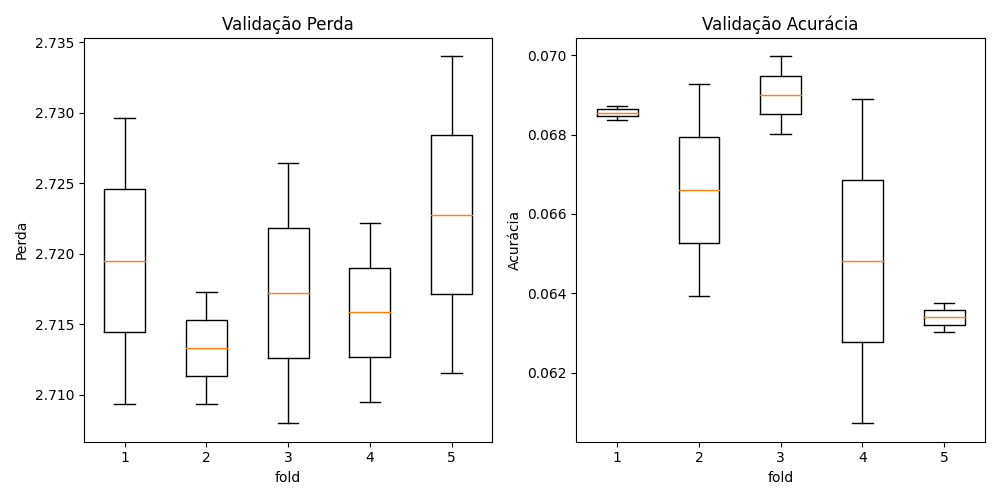 Validação Perda
2.735
2.730
2.725
2.720
2.715
2.710
Perda
1 2 3 4 5
fold
Validação Acurácia
0.070
0.068
0.066
0.064
0.062
Acurácia
1 2 3 4 5
fold